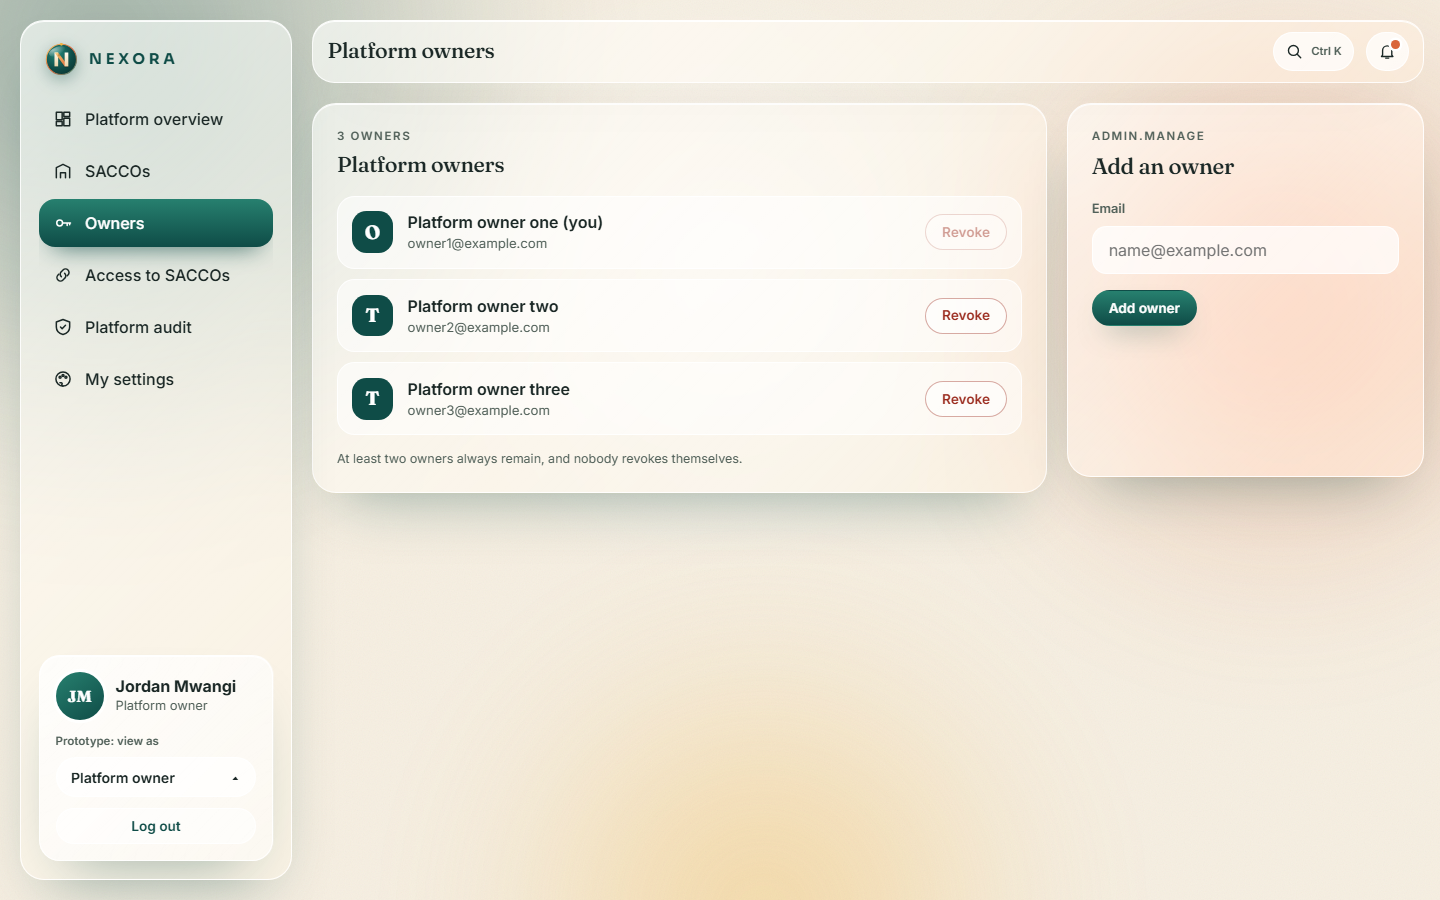 NEXORA
Platform overview
SACCOs
Owners
Access to SACCOs
Platform audit
My settings
JM
Jordan Mwangi
Platform owner
Prototype: view as
Platform owner
Log out
Platform owners
Ctrl K
3 OWNERS
Platform owners
O
Platform owner one (you)
owner1@example.com
Revoke
T
Platform owner two
owner2@example.com
Revoke
T
Platform owner three
owner3@example.com
Revoke
At least two owners always remain, and nobody revokes themselves.
ADMIN.MANAGE
Add an owner
Email
name@example.com
Add owner